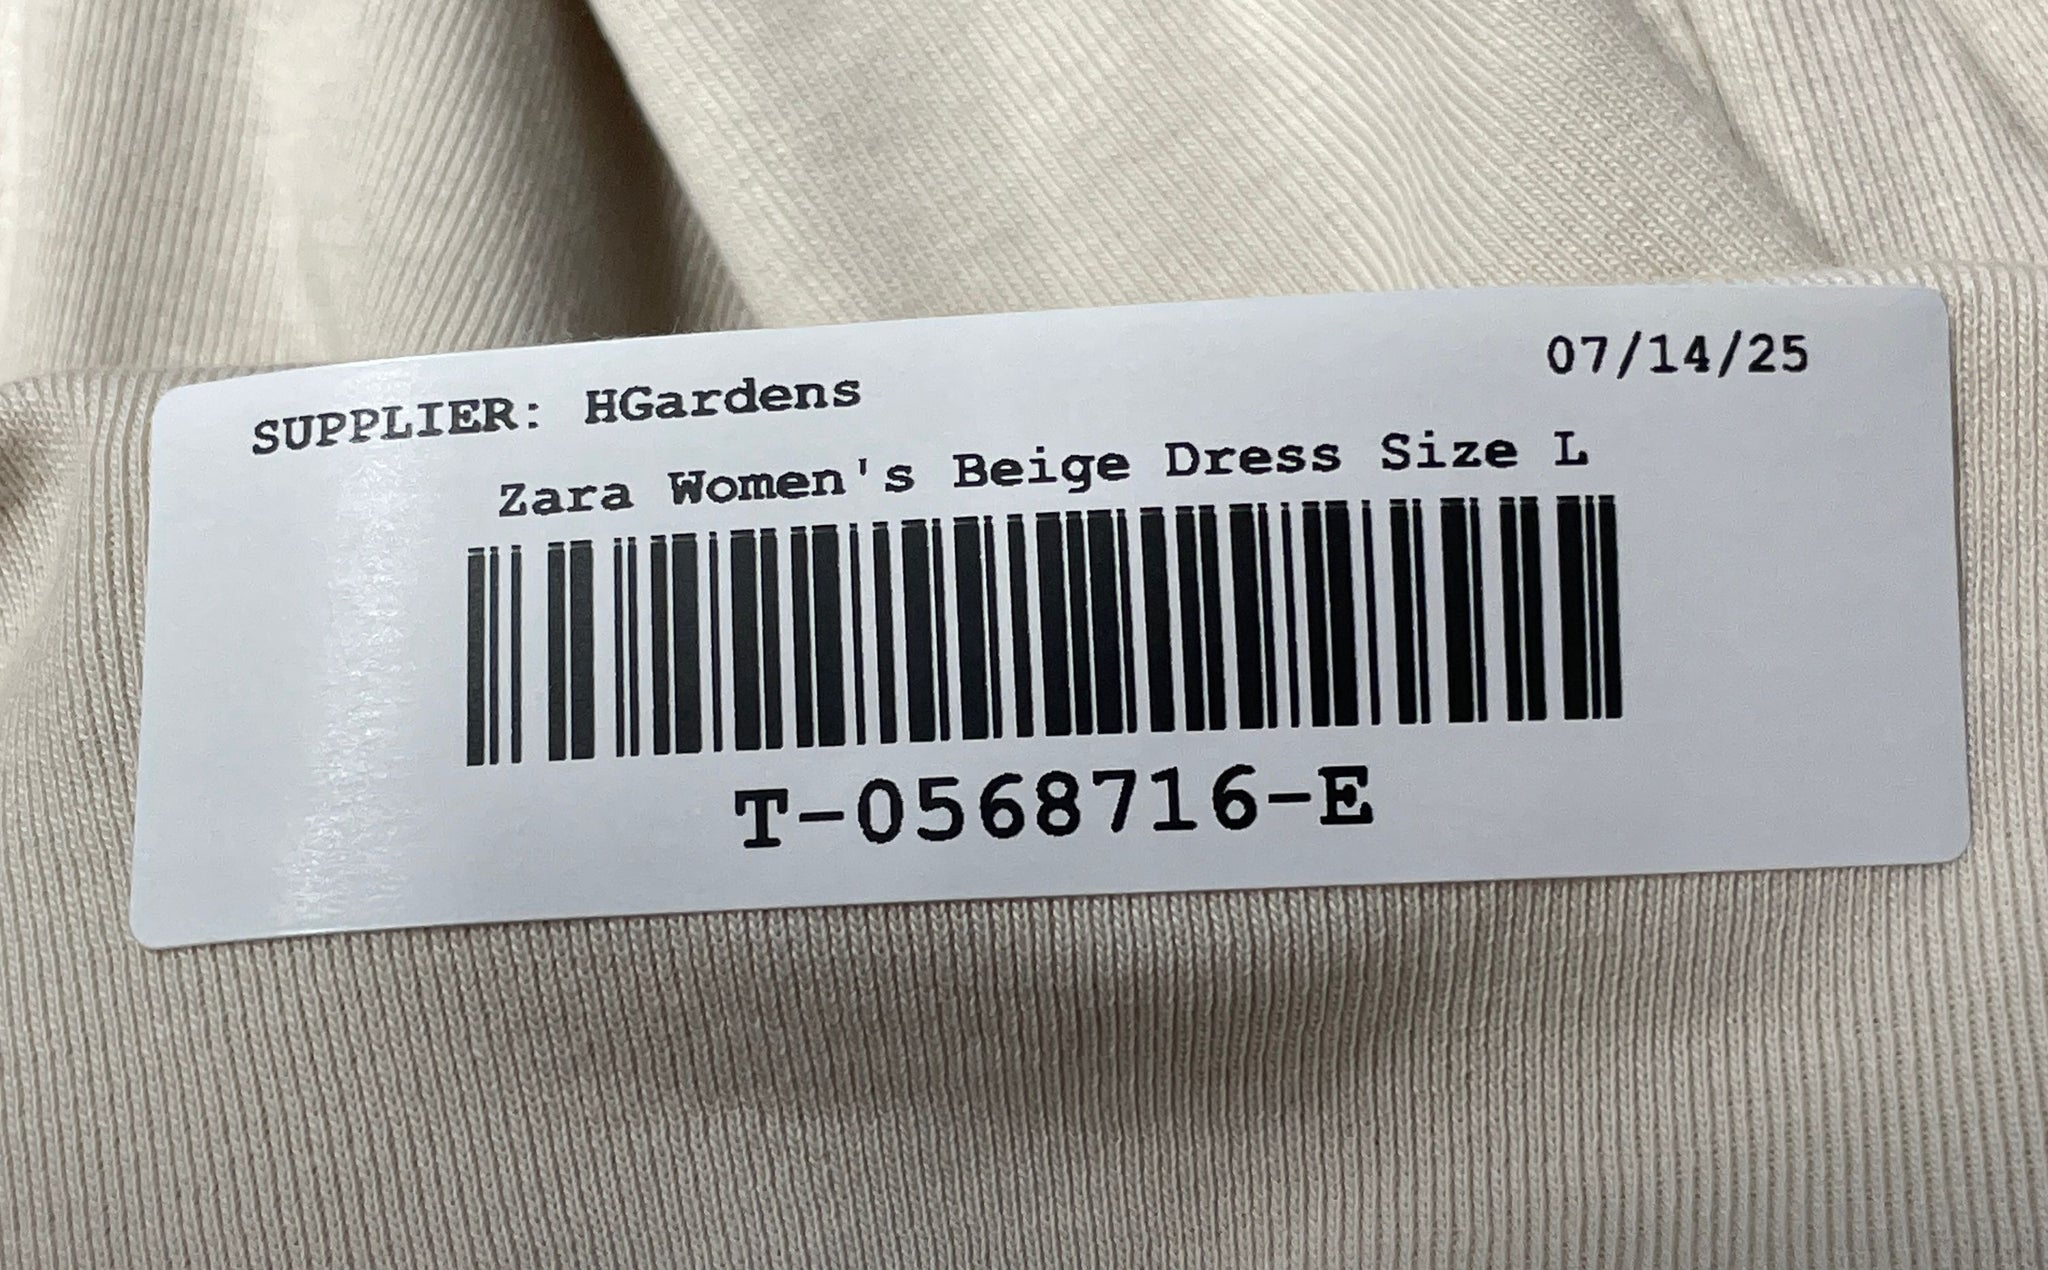 SUPPLIER: HGardens 07/14/25
Zara Women's Beige Dress Size L
T-0568716-E